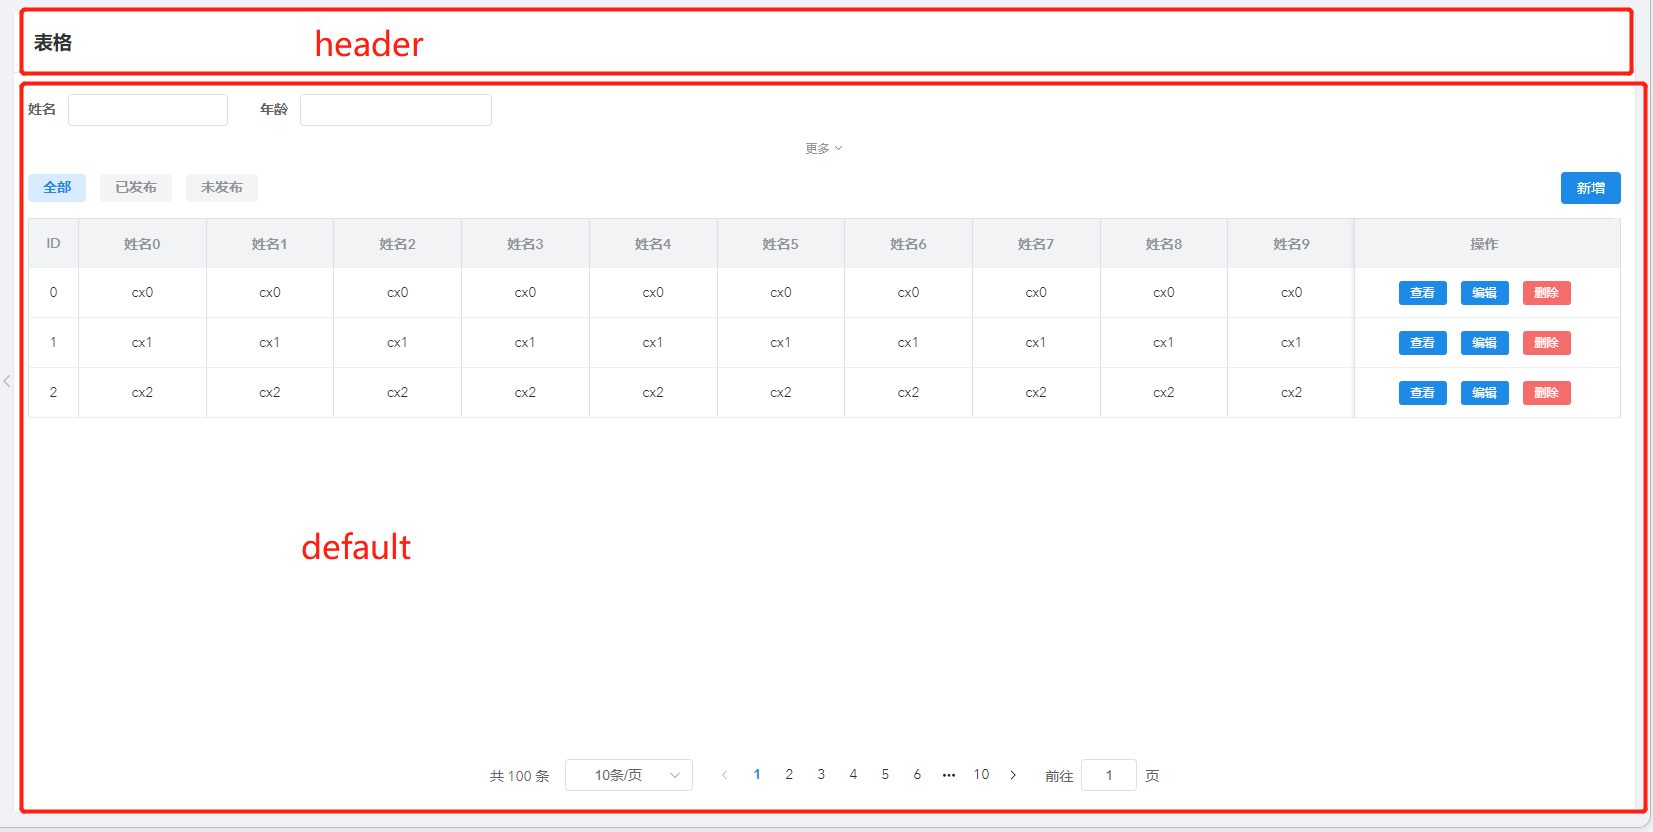 表格 header
姓名 年龄
更多
全部 已发布 未发布 新增
ID 姓名0 姓名1 姓名2 姓名3 姓名4 姓名5 姓名6 姓名7 姓名8 姓名9 操作
0 cx0 cx0 cx0 cx0 cx0 cx0 cx0 cx0 cx0 cx0 查看 编辑 删除
1 cx1 cx1 cx1 cx1 cx1 cx1 cx1 cx1 cx1 cx1 查看 编辑 删除
2 cx2 cx2 cx2 cx2 cx2 cx2 cx2 cx2 cx2 cx2 查看 编辑 删除
default
共 100 条 10条/页 1 2 3 4 5 6 ••• 10 前往 1 页